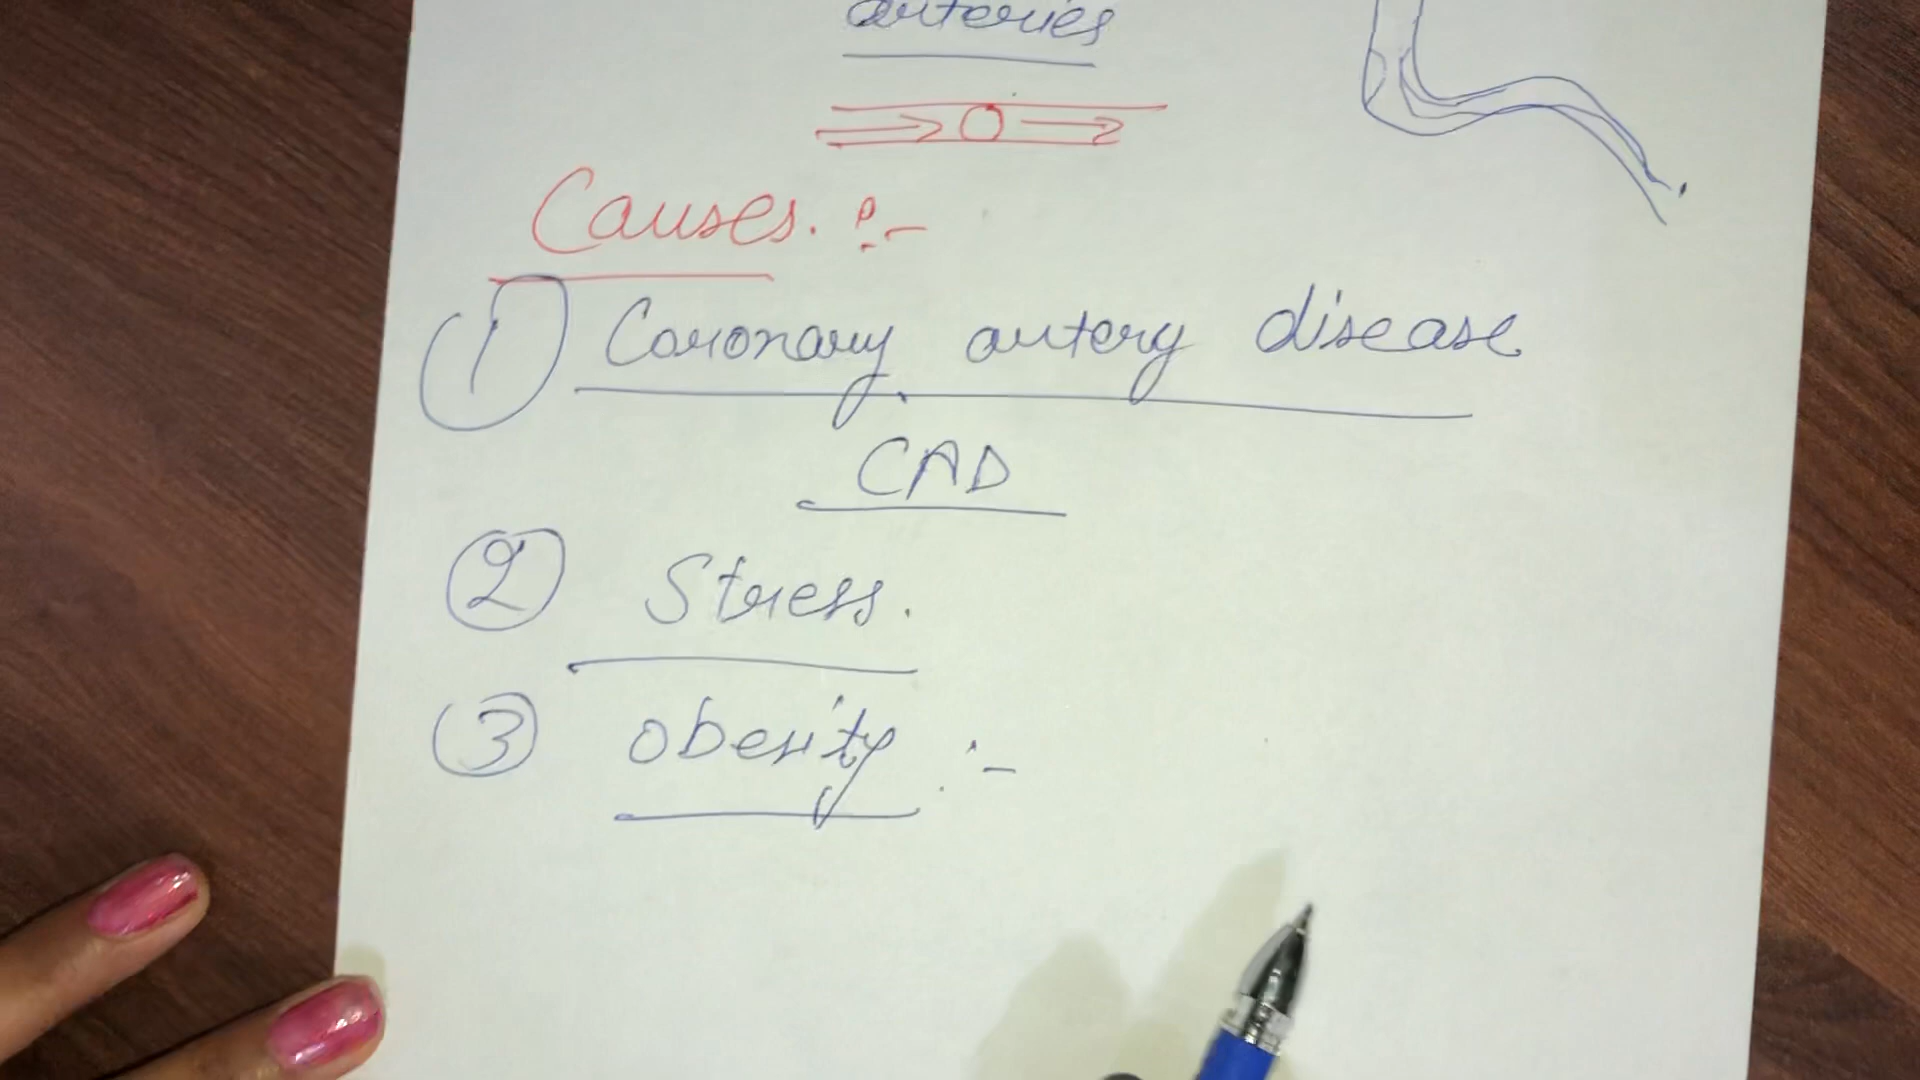 arteries
Causes. :-
① Coronary artery disease
CAD
② Stress.
③ obesity :-